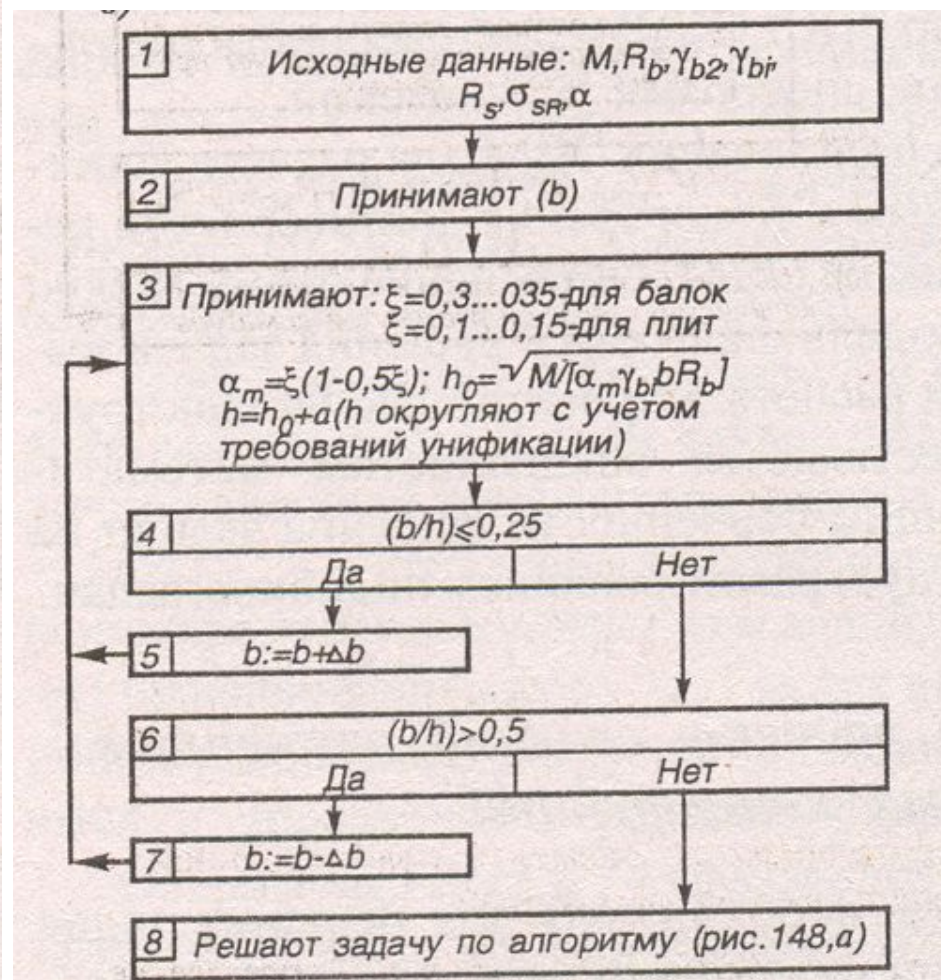 1 Исходные данные: M, R_b, γ_b2, γ_bi,
R_s, σ_SR, α
2 Принимают (b)
3 Принимают: ξ=0,3...035-для балок
ξ=0,1...0,15-для плит
α_m=ξ(1-0,5ξ); h_0=√M/[α_mγ_bibR_b]
h=h_0+a(h округляют с учетом
требований унификации)
4 (b/h)⩽0,25
Да Нет
5 b:=b+Δb
6 (b/h)>0,5
Да Нет
7 b:=b-Δb
8 Решают задачу по алгоритму (рис.148,а)